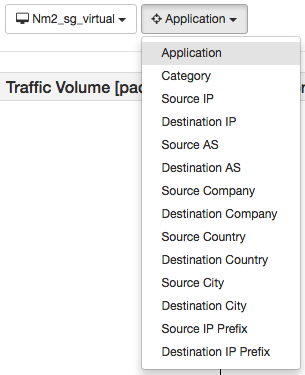 Nm2_sg_virtual Application
Application
Category
Traffic Volume [pac
Source IP
Destination IP
Source AS
Destination AS
Source Company
Destination Company
Source Country
Destination Country
Source City
Destination City
Source IP Prefix
Destination IP Prefix